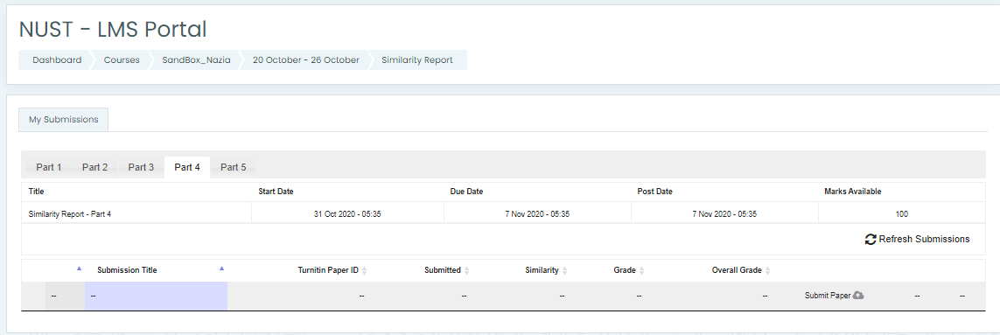 NUST - LMS Portal
Dashboard Courses SandBox_Nazia 20 October - 26 October Similarity Report
My Submissions
Part 1 Part 2 Part 3 Part 4 Part 5
Title Start Date Due Date Post Date Marks Available
Similarity Report - Part 4 31 Oct 2020 - 05:35 7 Nov 2020 - 05:35 7 Nov 2020 - 05:35 100
Refresh Submissions
Submission Title Turnitin Paper ID Submitted Similarity Grade Overall Grade
-- -- -- -- -- -- -- Submit Paper -- --